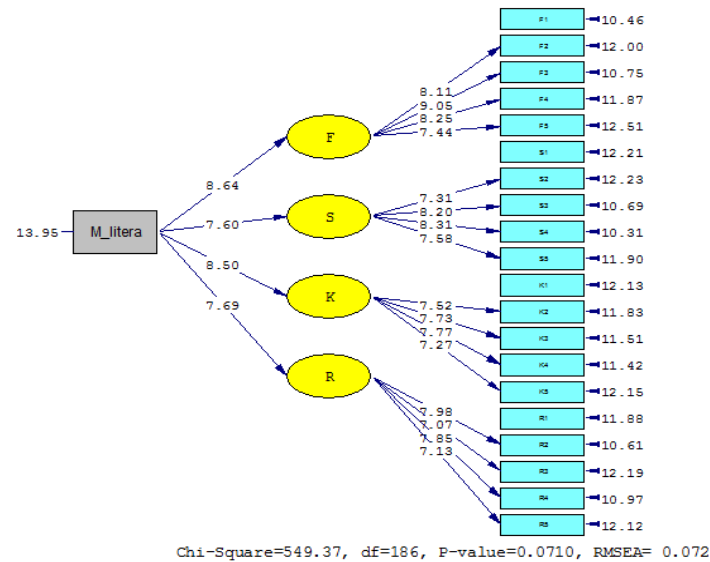 F1 10.46
F2 12.00
8.11 F3 10.75
9.05 F4 11.87
8.25
7.44 F5 12.51
F
S1 12.21
8.64 7.31 S2 12.23
8.20 S3 10.69
7.60 S 8.31 S4 10.31
13.95 M_litera 7.58 S5 11.90
8.50 K1 12.13
K 7.52 K2 11.83
7.69 7.73 K3 11.51
7.77
7.27 K4 11.42
R K5 12.15
7.98 R1 11.88
7.07 R2 10.61
7.85
7.13 R3 12.19
R4 10.97
R5 12.12
Chi-Square=549.37, df=186, P-value=0.0710, RMSEA= 0.072